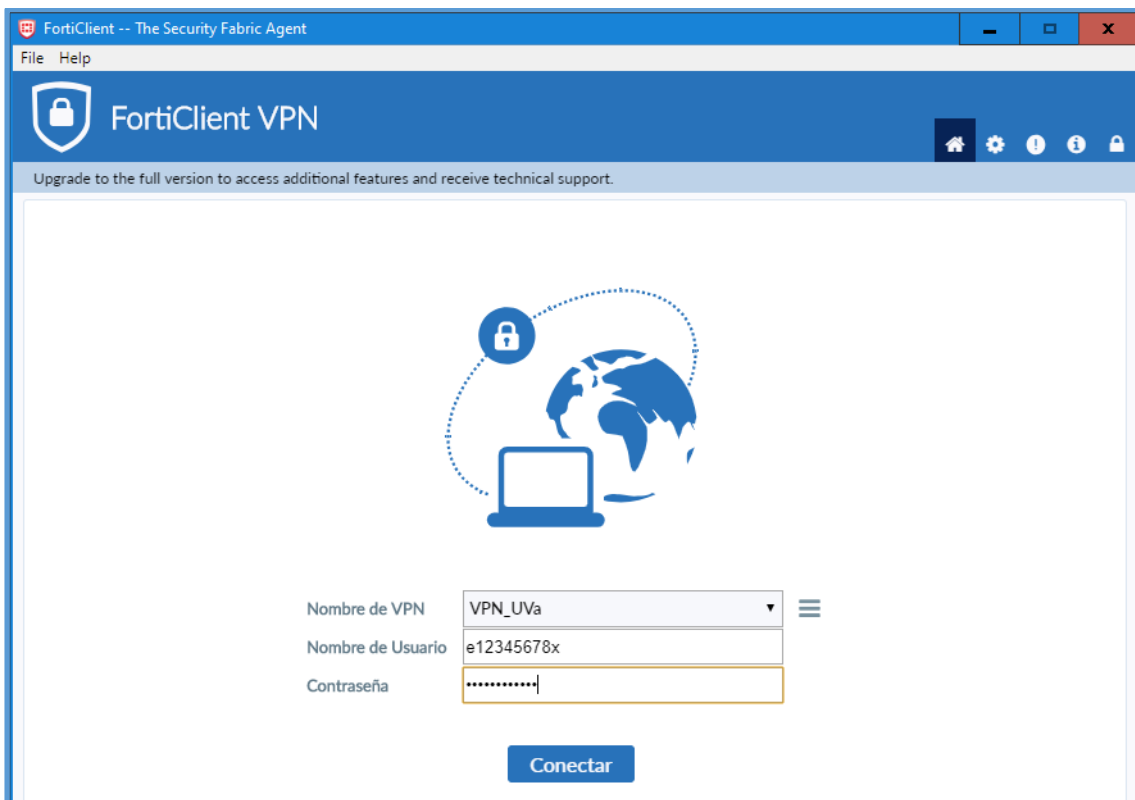 FortiClient -- The Security Fabric Agent
File Help
FortiClient VPN
Upgrade to the full version to access additional features and receive technical support.
Nombre de VPN VPN_UVa
Nombre de Usuario e12345678x
Contraseña ••••••••••••
Conectar